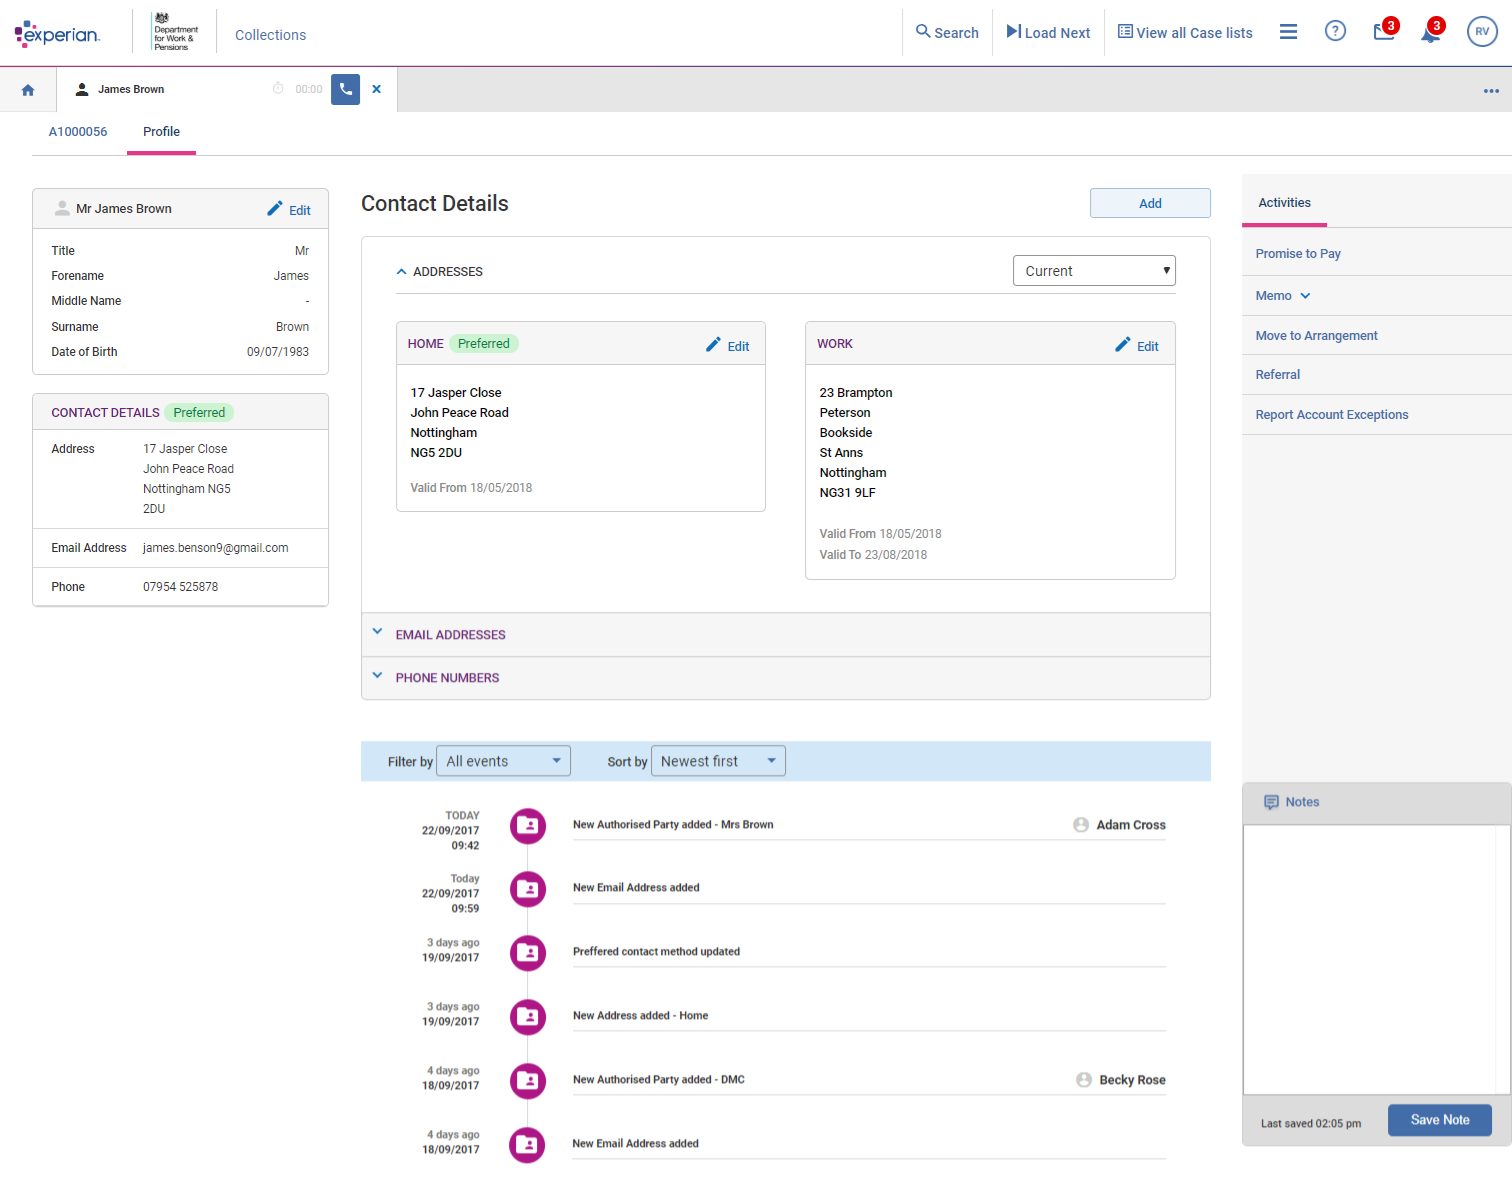 experian.
Department
for Work &
Pensions
Collections
Search
Load Next
View all Case lists
?
3
3
RV
James Brown
00:00
A1000056
Profile
Mr James Brown
Edit
Title Mr
Forename James
Middle Name -
Surname Brown
Date of Birth 09/07/1983
CONTACT DETAILS Preferred
Address 17 Jasper Close
John Peace Road
Nottingham NG5
2DU
Email Address james.benson9@gmail.com
Phone 07954 525878
Contact Details
Add
ADDRESSES
Current
HOME Preferred Edit
17 Jasper Close
John Peace Road
Nottingham
NG5 2DU
Valid From 18/05/2018
WORK Edit
23 Brampton
Peterson
Bookside
St Anns
Nottingham
NG31 9LF
Valid From 18/05/2018
Valid To 23/08/2018
EMAIL ADDRESSES
PHONE NUMBERS
Filter by All events Sort by Newest first
TODAY
22/09/2017
09:42
New Authorised Party added - Mrs Brown
Adam Cross
Today
22/09/2017
09:59
New Email Address added
3 days ago
19/09/2017
Preffered contact method updated
3 days ago
19/09/2017
New Address added - Home
4 days ago
18/09/2017
New Authorised Party added - DMC
Becky Rose
4 days ago
18/09/2017
New Email Address added
Activities
Promise to Pay
Memo
Move to Arrangement
Referral
Report Account Exceptions
Notes
Last saved 02:05 pm
Save Note